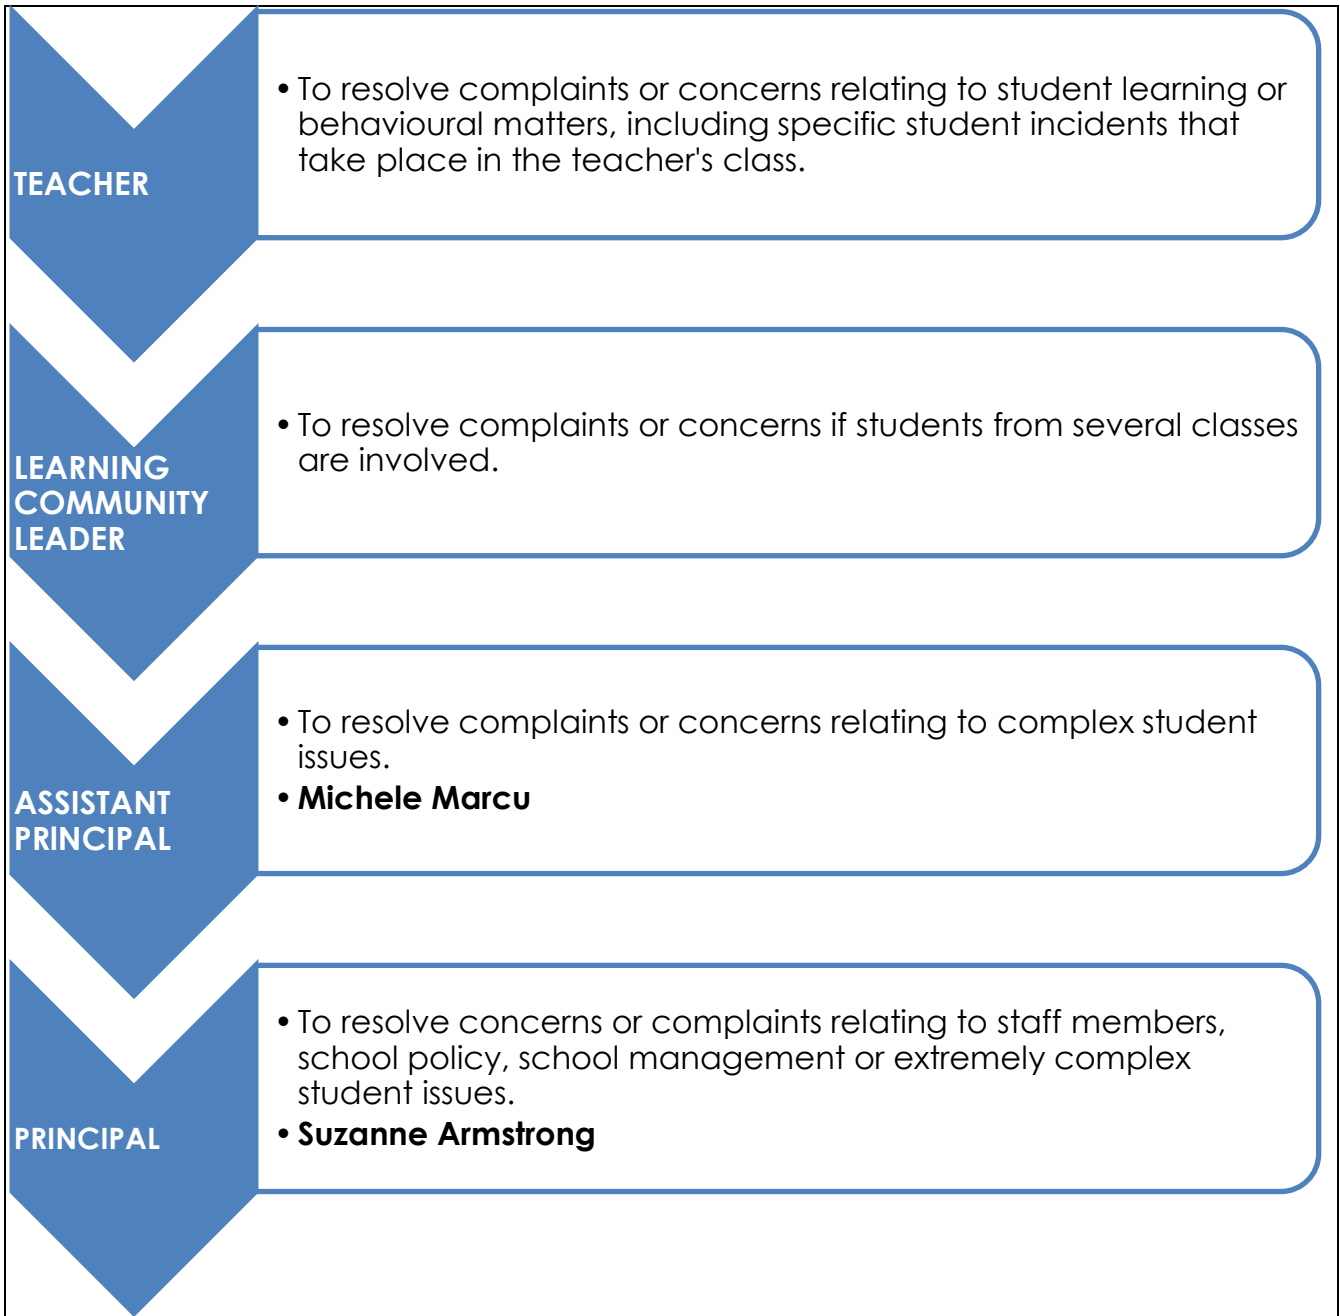 TEACHER
• To resolve complaints or concerns relating to student learning or
behavioural matters, including specific student incidents that
take place in the teacher's class.
LEARNING
COMMUNITY
LEADER
• To resolve complaints or concerns if students from several classes
are involved.
ASSISTANT
PRINCIPAL
• To resolve complaints or concerns relating to complex student
issues.
• Michele Marcu
PRINCIPAL
• To resolve concerns or complaints relating to staff members,
school policy, school management or extremely complex
student issues.
• Suzanne Armstrong